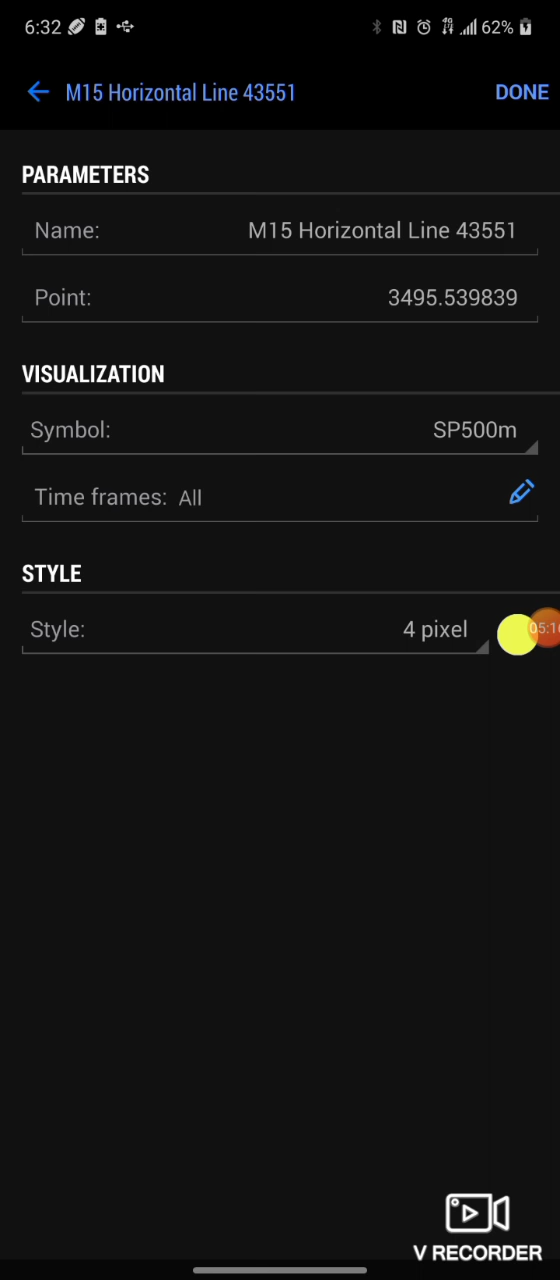 6:32 62%
M15 Horizontal Line 43551 DONE
PARAMETERS
Name: M15 Horizontal Line 43551
Point: 3495.539839
VISUALIZATION
Symbol: SP500m
Time frames: All
STYLE
Style: 4 pixel
V RECORDER